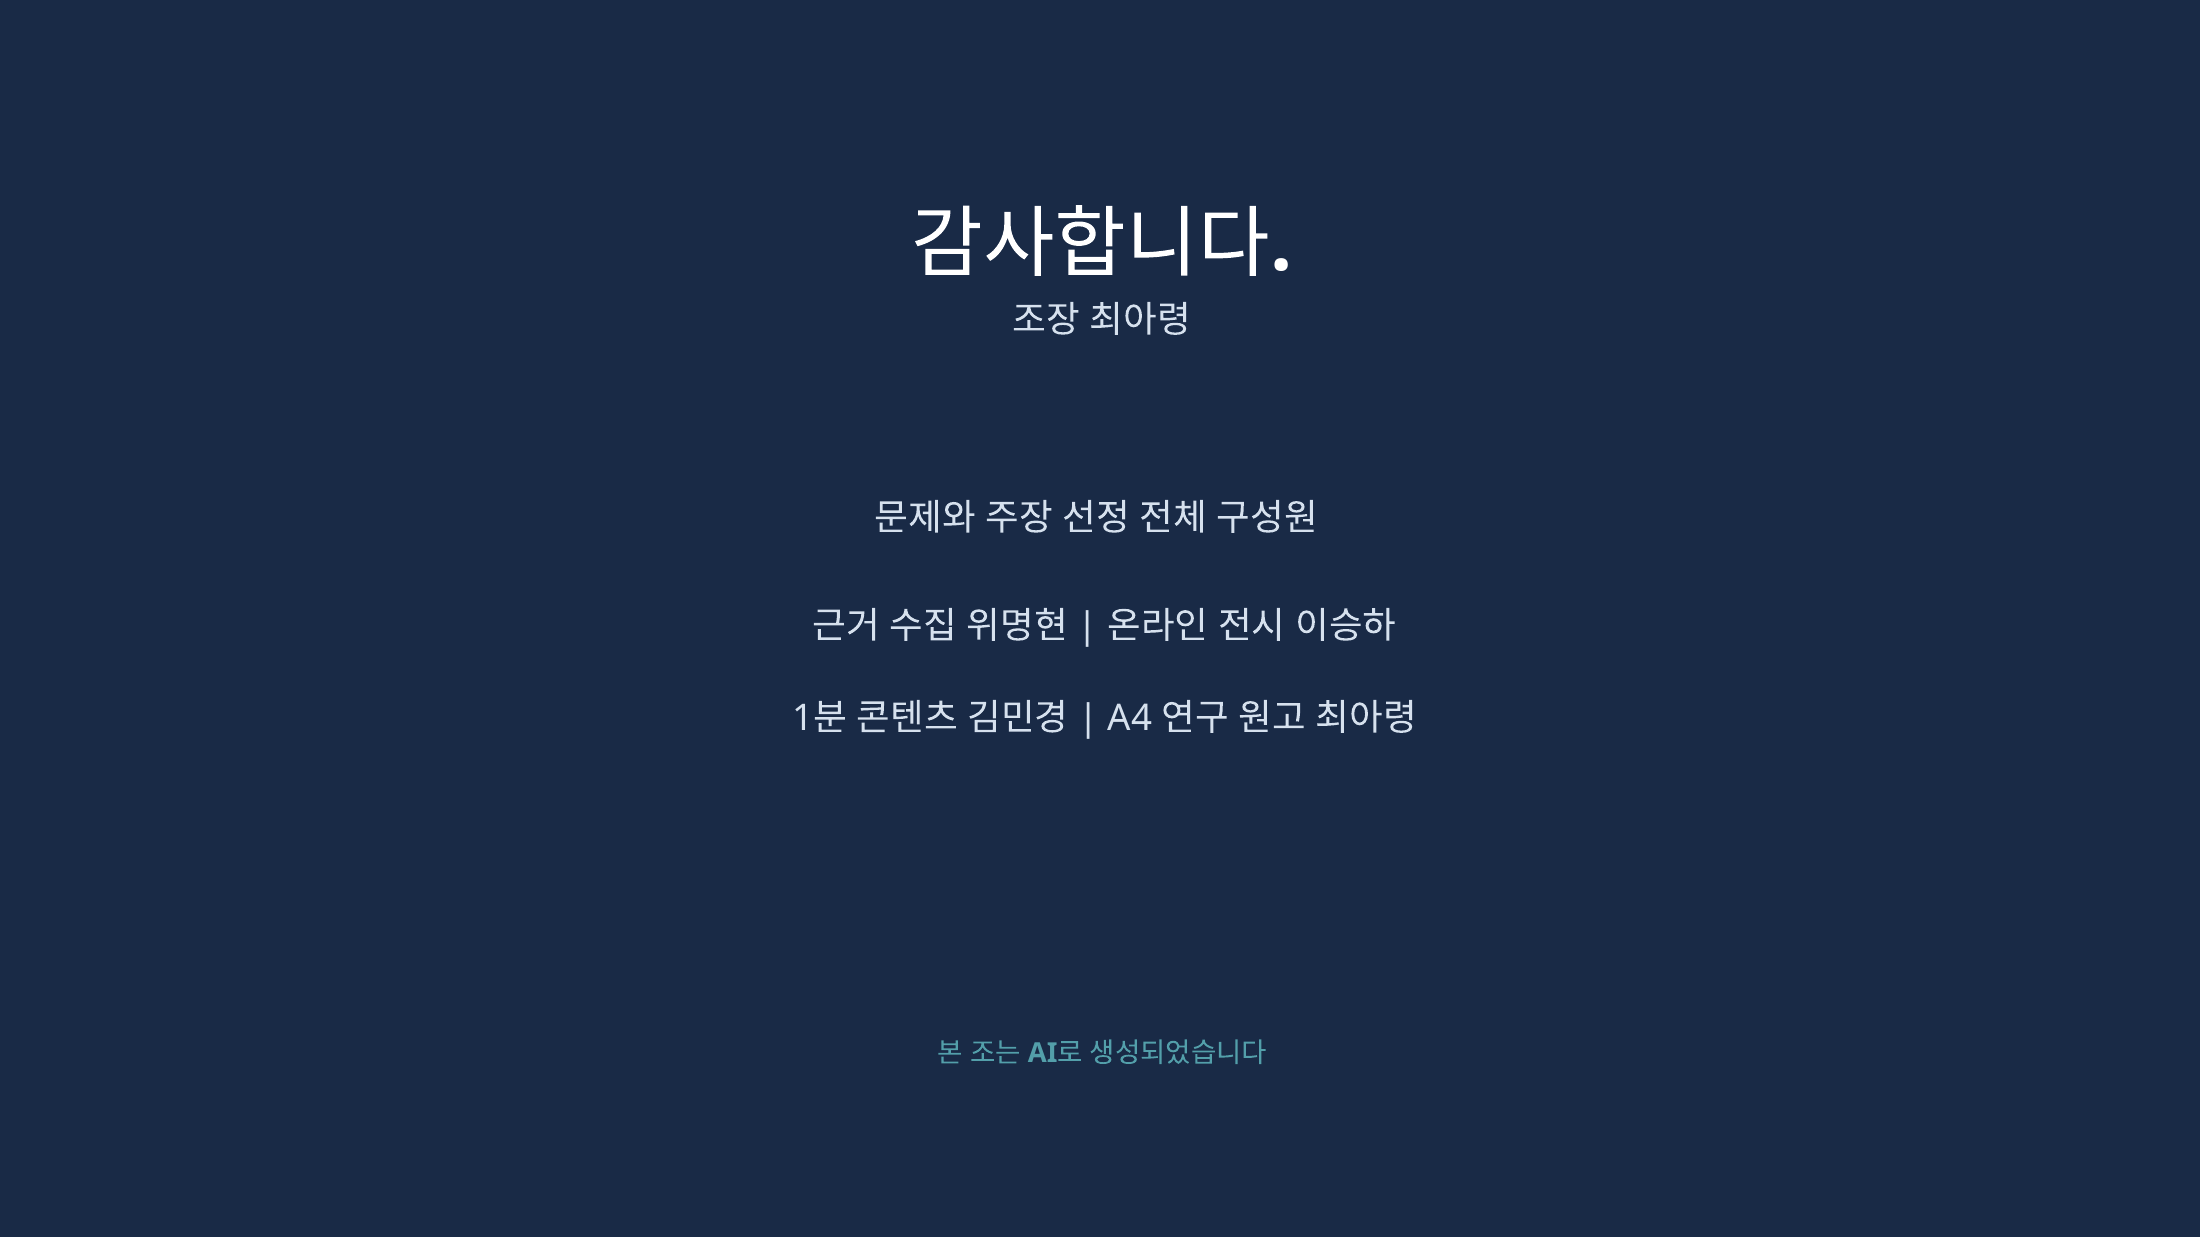 감사합니다.
조장 최아령
문제와 주장 선정 전체 구성원
근거 수집 위명현 | 온라인 전시 이승하
1분 콘텐츠 김민경 | A4 연구 원고 최아령
본 조는 AI로 생성되었습니다